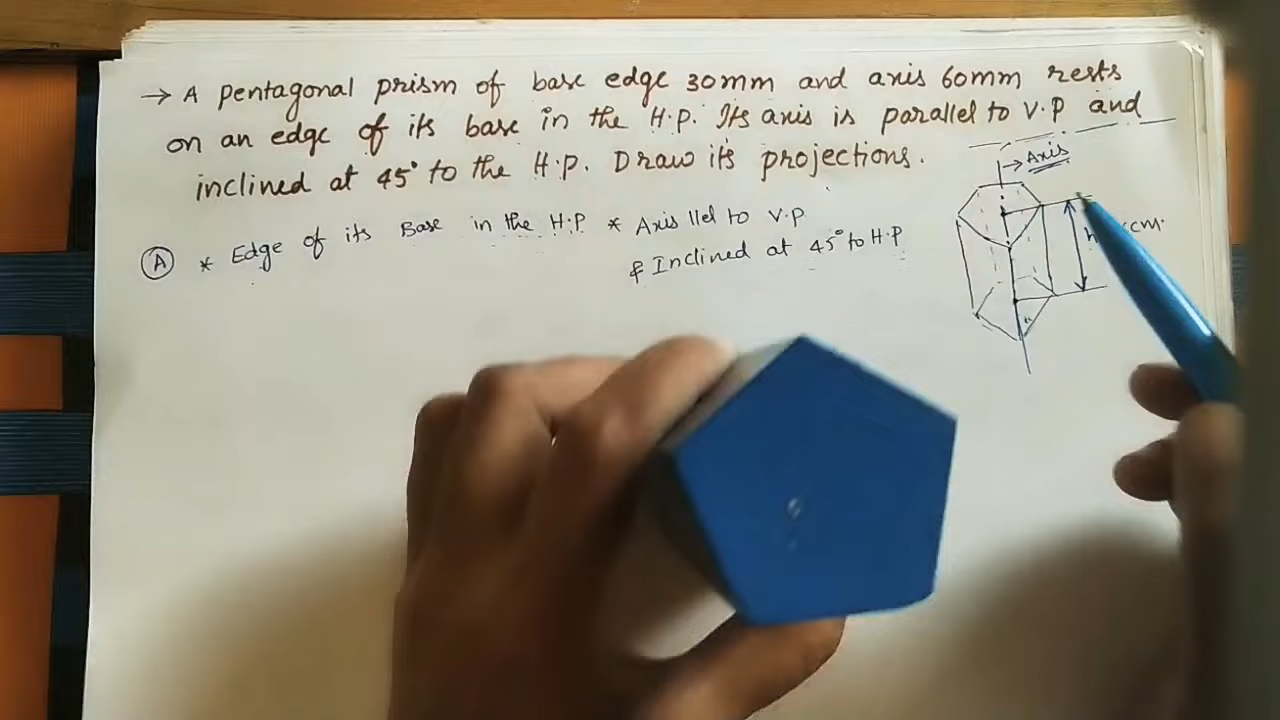 → A pentagonal prism of base edge 30mm and axis 60mm rests
on an edge of its base in the H.P. Its axis is parallel to V.P and
inclined at 45° to the H.P. Draw its projections.
→ Axis
Ⓐ * Edge of its Base in the H.P * Axis llel to V.P
& Inclined at 45° to H.P
h cm.